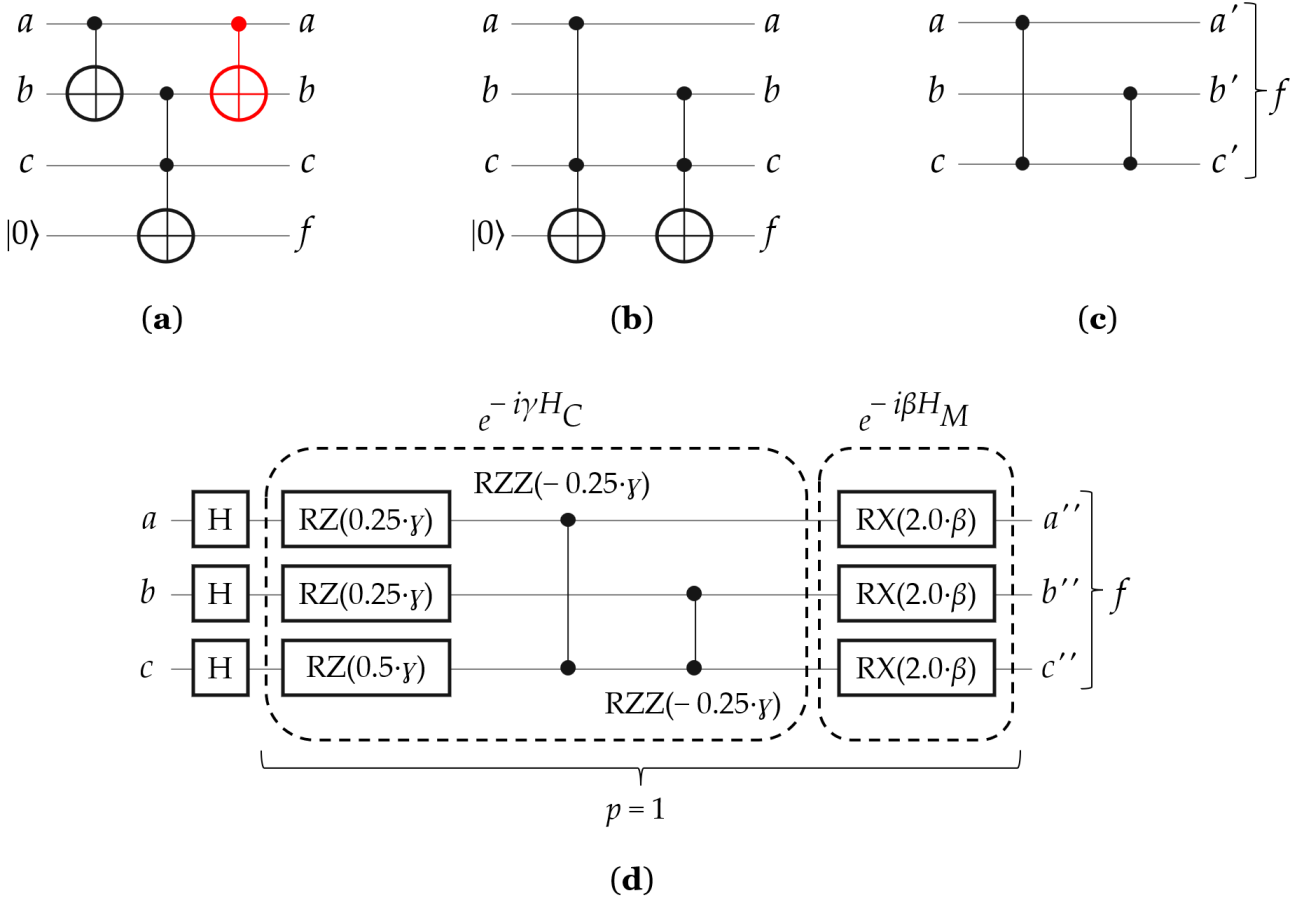 a a a a a a′
b b b b b b′ f
c c c c c c′
|0⟩ f |0⟩ f
(a) (b) (c)
e^{− iγH_C} e^{− iβH_M}
RZZ(− 0.25·γ)
a H RZ(0.25·γ) RX(2.0·β) a′′
b H RZ(0.25·γ) RX(2.0·β) b′′ f
c H RZ(0.5·γ) RX(2.0·β) c′′
RZZ(− 0.25·γ)
p = 1
(d)